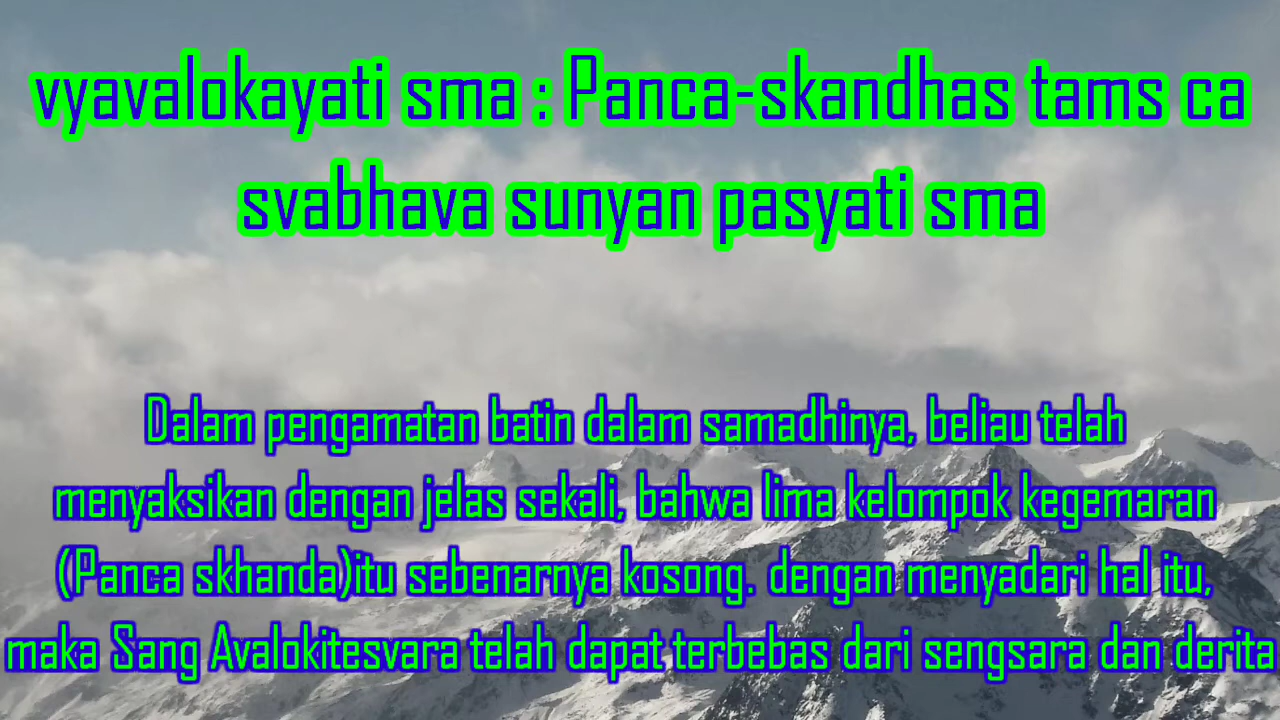 vyavalokayati sma : Panca-skandhas tams ca
svabhava sunyan pasyati sma
Dalam pengamatan batin dalam samadhinya, beliau telah
menyaksikan dengan jelas sekali, bahwa lima kelompok kegemaran
(Panca skhanda)itu sebenarnya kosong. dengan menyadari hal itu,
maka Sang Avalokitesvara telah dapat terbebas dari sengsara dan derita